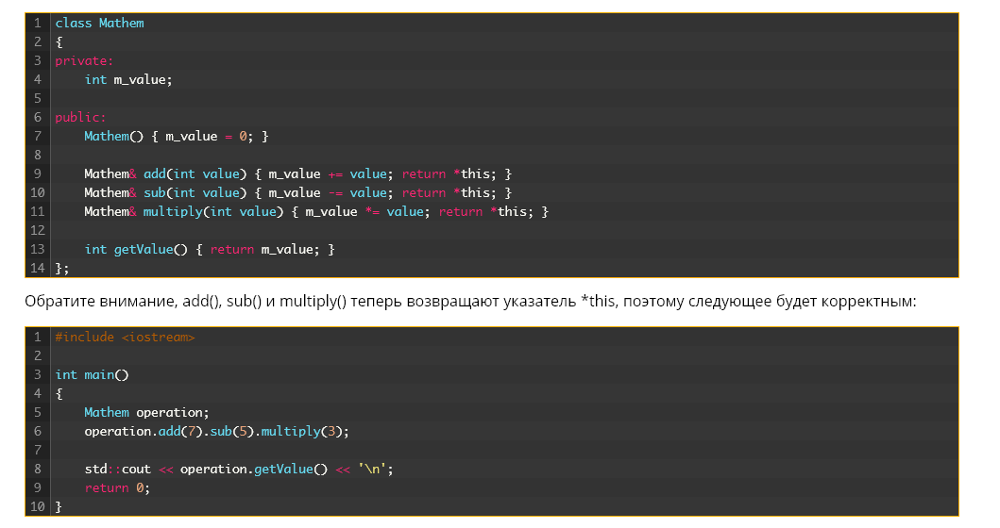 1 class Mathem
2 {
3 private:
4     int m_value;
5
6 public:
7     Mathem() { m_value = 0; }
8
9     Mathem& add(int value) { m_value += value; return *this; }
10     Mathem& sub(int value) { m_value -= value; return *this; }
11     Mathem& multiply(int value) { m_value *= value; return *this; }
12
13     int getValue() { return m_value; }
14 };
Обратите внимание, add(), sub() и multiply() теперь возвращают указатель *this, поэтому следующее будет корректным:
1 #include <iostream>
2
3 int main()
4 {
5     Mathem operation;
6     operation.add(7).sub(5).multiply(3);
7
8     std::cout << operation.getValue() << '\n';
9     return 0;
10 }